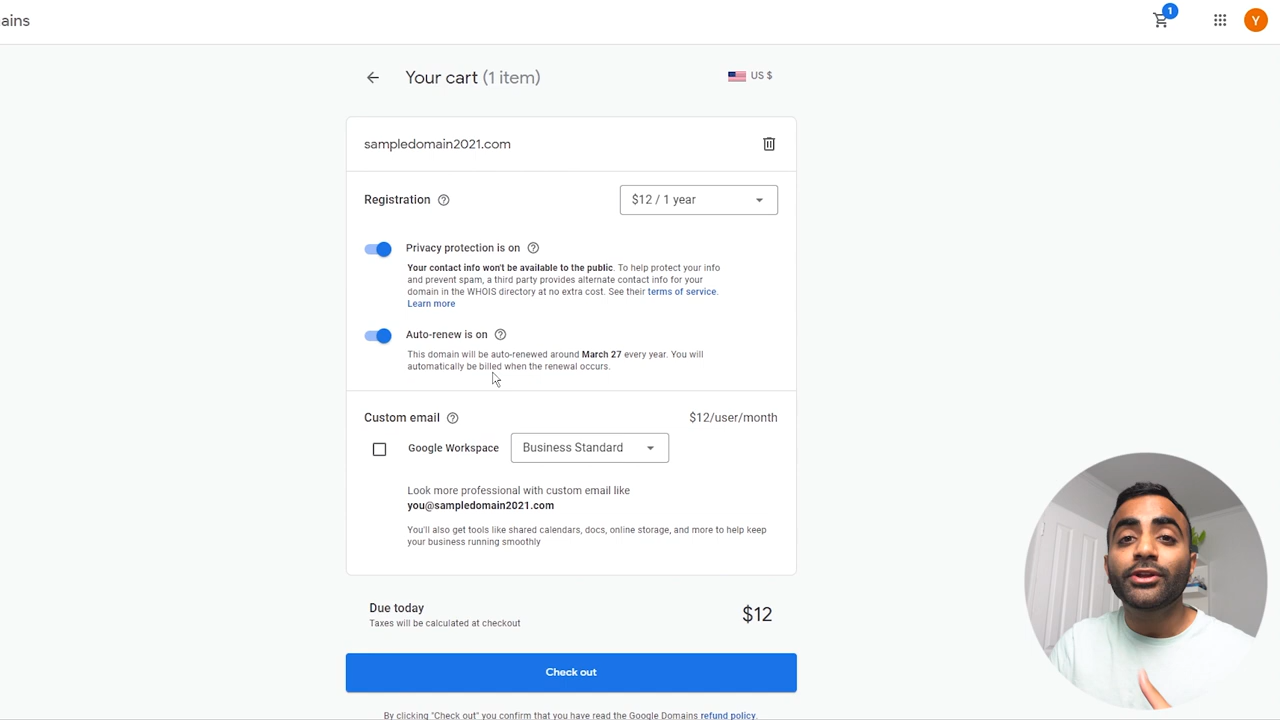 ains
1
Y
Your cart (1 item)
US $
sampledomain2021.com
Registration
$12 / 1 year
Privacy protection is on
Your contact info won't be available to the public. To help protect your info
and prevent spam, a third party provides alternate contact info for your
domain in the WHOIS directory at no extra cost. See their terms of service.
Learn more
Auto-renew is on
This domain will be auto-renewed around March 27 every year. You will
automatically be billed when the renewal occurs.
Custom email
$12/user/month
Google Workspace
Business Standard
Look more professional with custom email like
you@sampledomain2021.com
You'll also get tools like shared calendars, docs, online storage, and more to help keep
your business running smoothly
Due today
$12
Taxes will be calculated at checkout
Check out
By clicking "Check out" you confirm that you have read the Google Domains refund policy.